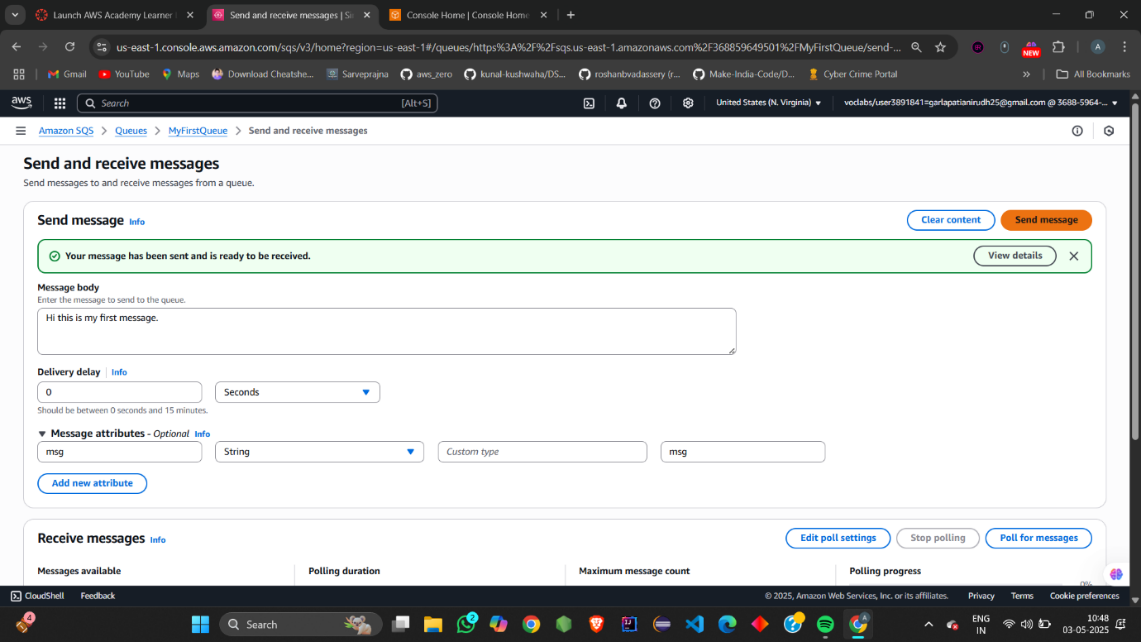 Launch AWS Academy Learner
Send and receive messages | S
Console Home | Console Home
us-east-1.console.aws.amazon.com/sqs/v3/home?region=us-east-1#/queues/https%3A%2F%2Fsqs.us-east-1.amazonaws.com%2F368859649501%2FMyFirstQueue/send-...
NEW
A
Gmail
YouTube
Maps
Download Cheatshe...
Sarveprajna
aws_zero
kunal-kushwaha/DS...
roshanbvadassery (r...
Make-India-Code/D...
Cyber Crime Portal
»
All Bookmarks
aws
Search
[Alt+S]
United States (N. Virginia)
voclabs/user3891841=garlapatianirudh25@gmail.com @ 3688-5964-...
Amazon SQS
Queues
MyFirstQueue
Send and receive messages
Send and receive messages
Send messages to and receive messages from a queue.
Send message Info
Clear content
Send message
Your message has been sent and is ready to be received.
View details
Message body
Enter the message to send to the queue.
Hi this is my first message.
Delivery delay Info
0
Seconds
Should be between 0 seconds and 15 minutes.
Message attributes - Optional Info
msg
String
Custom type
msg
Add new attribute
Receive messages Info
Edit poll settings
Stop polling
Poll for messages
Messages available
Polling duration
Maximum message count
Polling progress
0%
CloudShell
Feedback
© 2025, Amazon Web Services, Inc. or its affiliates.
Privacy
Terms
Cookie preferences
4
Search
2
ENG
IN
10:48
03-05-2025